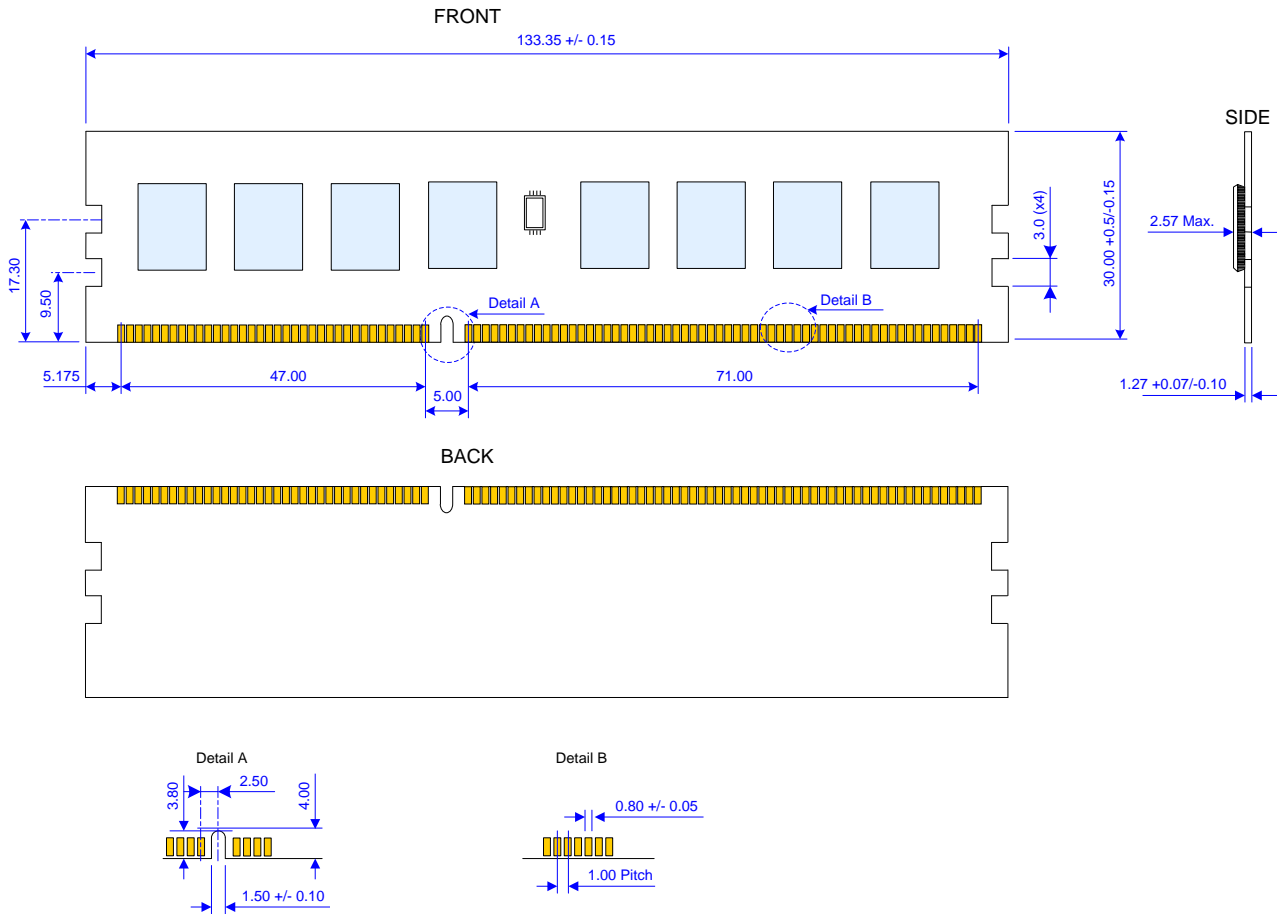 FRONT
133.35 +/- 0.15
SIDE
2.57 Max.
3.0 (x4)
30.00 +0.5/-0.15
17.30
9.50
Detail A
Detail B
5.175
47.00
71.00
5.00
1.27 +0.07/-0.10
BACK
Detail A
Detail B
3.80
2.50
4.00
0.80 +/- 0.05
1.00 Pitch
1.50 +/- 0.10